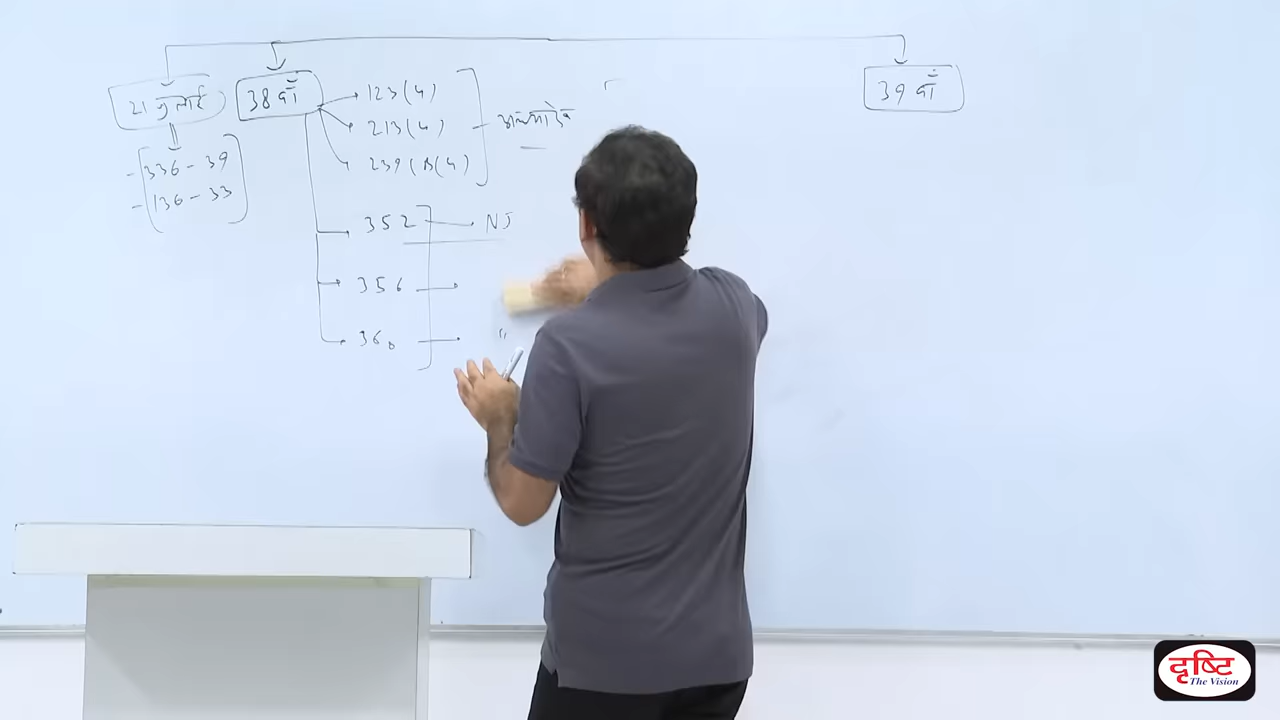 21 जुलाई
336 - 39
136 - 33
38 वाँ
123(4)
213(4)
239(B(4)
अध्यादेश
352 NJ
356
360 "
39 वाँ
दृष्टि
The Vision